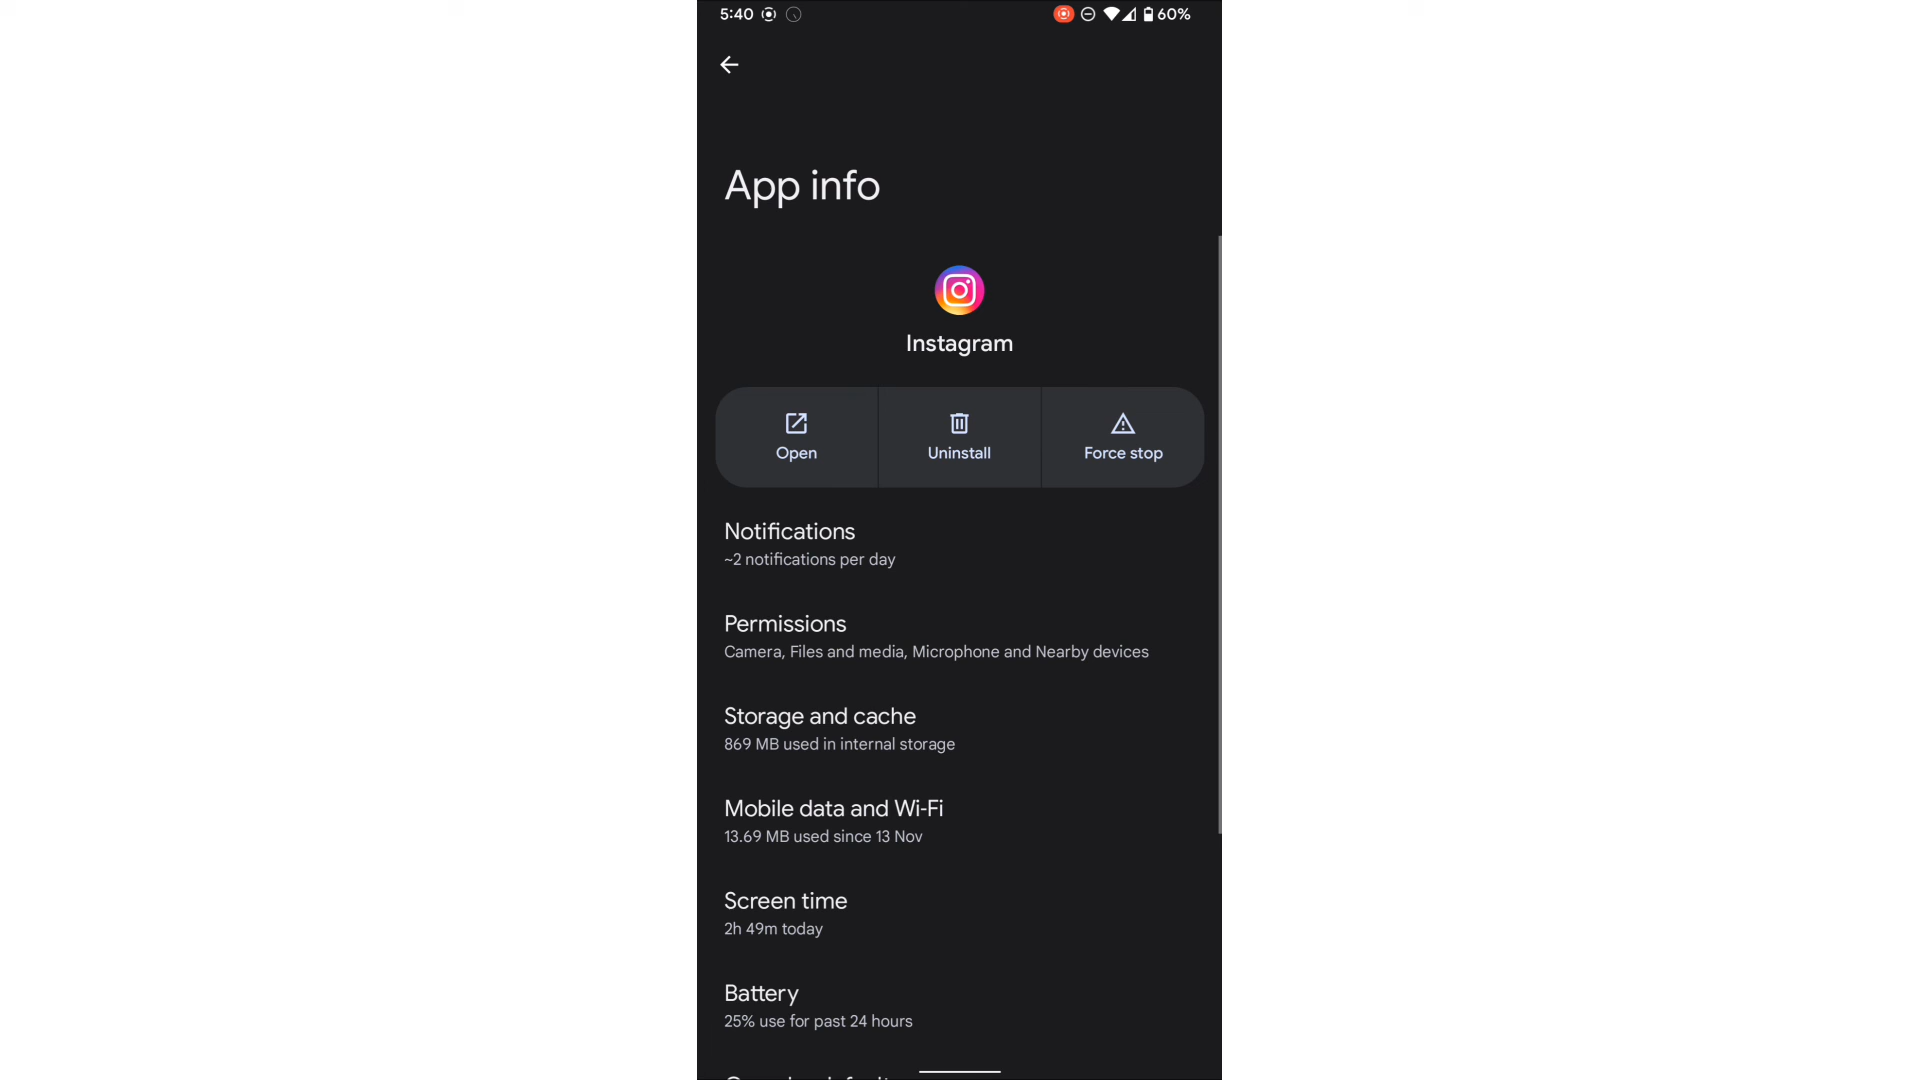 5:40 60%
App info
Instagram
Open Uninstall Force stop
Notifications
~2 notifications per day
Permissions
Camera, Files and media, Microphone and Nearby devices
Storage and cache
869 MB used in internal storage
Mobile data and Wi-Fi
13.69 MB used since 13 Nov
Screen time
2h 49m today
Battery
25% use for past 24 hours